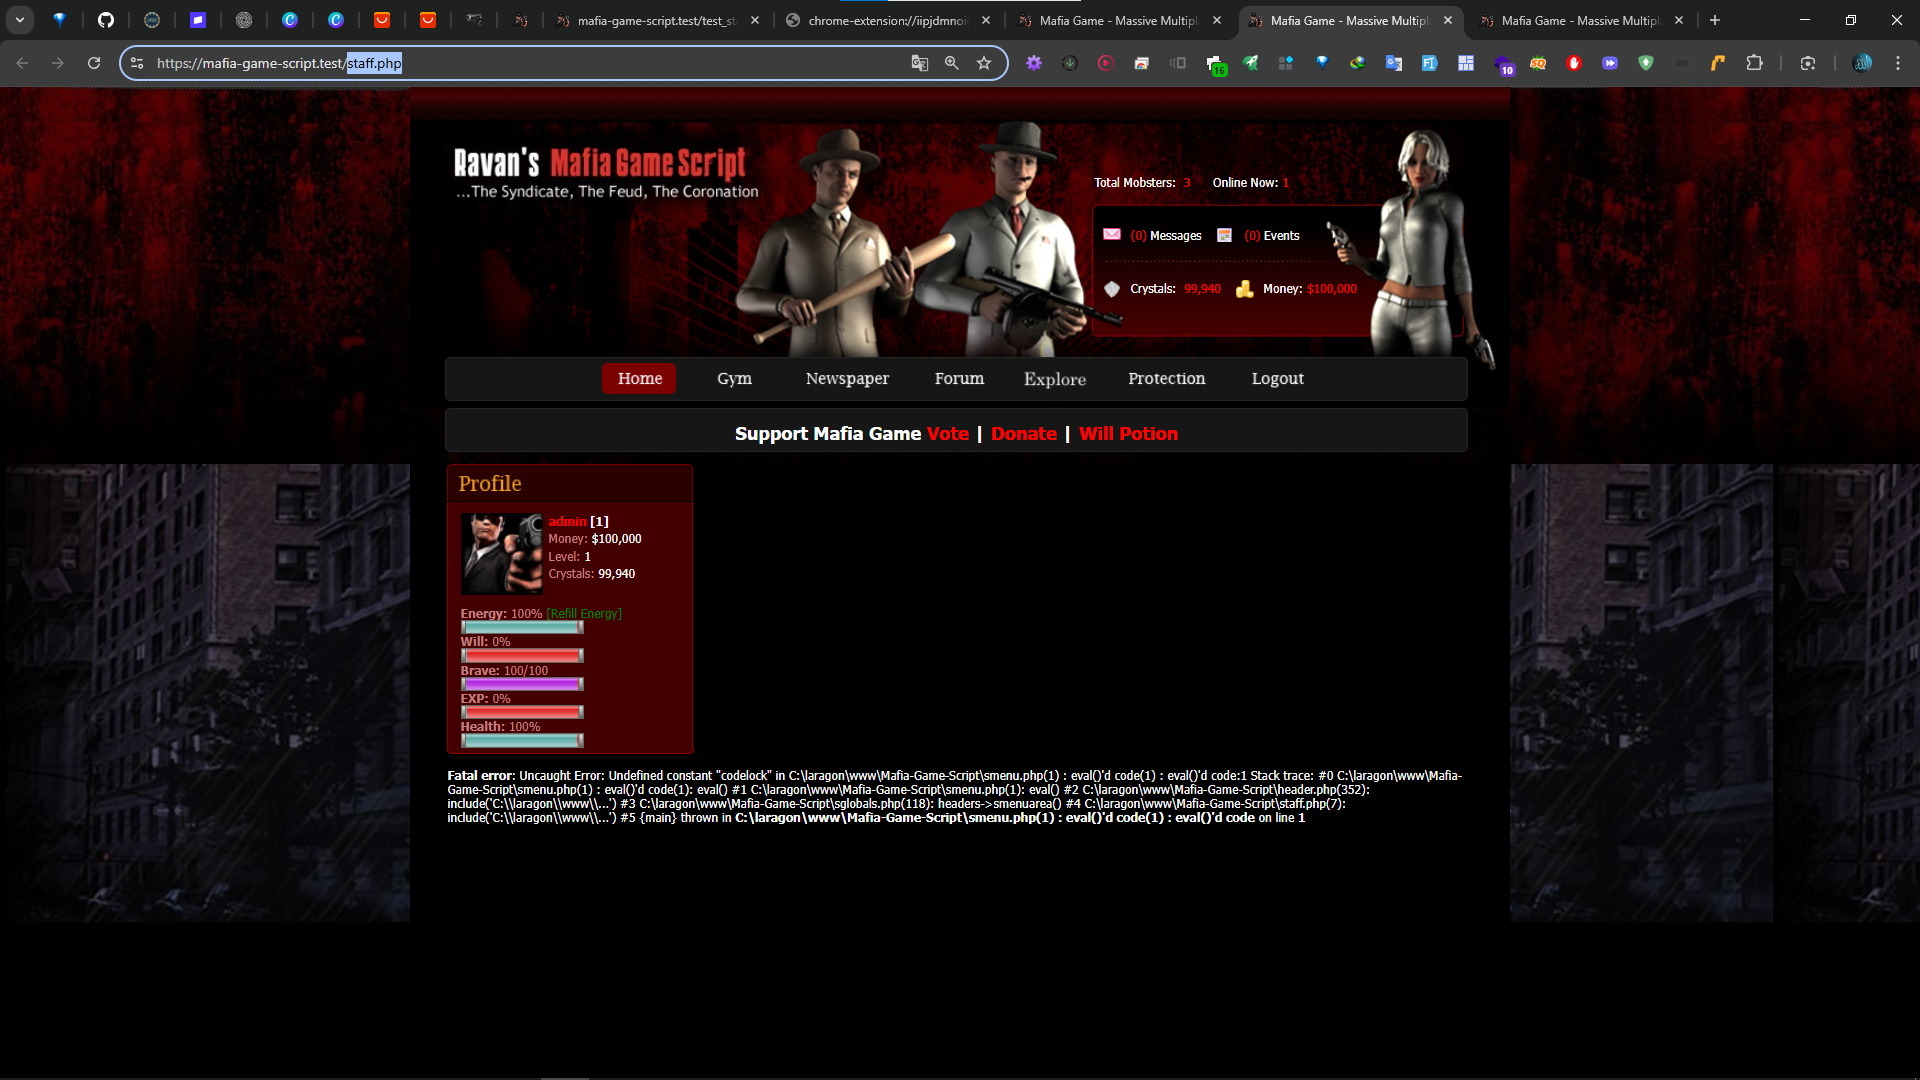 mafia-game-script.test/test_st
chrome-extension://iipjdmnoi
Mafia Game - Massive Multipl
Mafia Game - Massive Multipl
Mafia Game - Massive Multipl
https://mafia-game-script.test/staff.php
16
10
Ravan's Mafia Game Script
...The Syndicate, The Feud, The Coronation
Total Mobsters: 3 Online Now: 1
(0) Messages (0) Events
Crystals: 99,940 Money: $100,000
Home Gym Newspaper Forum Explore Protection Logout
Support Mafia Game Vote | Donate | Will Potion
Profile
admin [1]
Money: $100,000
Level: 1
Crystals: 99,940
Energy: 100% [Refill Energy]
Will: 0%
Brave: 100/100
EXP: 0%
Health: 100%
Fatal error: Uncaught Error: Undefined constant "codelock" in C:\laragon\www\Mafia-Game-Script\smenu.php(1) : eval()'d code(1) : eval()'d code:1 Stack trace: #0 C:\laragon\www\Mafia-
Game-Script\smenu.php(1) : eval()'d code(1): eval() #1 C:\laragon\www\Mafia-Game-Script\smenu.php(1): eval() #2 C:\laragon\www\Mafia-Game-Script\header.php(352):
include('C:\\laragon\\www\\...') #3 C:\laragon\www\Mafia-Game-Script\sglobals.php(118): headers->smenuarea() #4 C:\laragon\www\Mafia-Game-Script\staff.php(7):
include('C:\\laragon\\www\\...') #5 {main} thrown in C:\laragon\www\Mafia-Game-Script\smenu.php(1) : eval()'d code(1) : eval()'d code on line 1